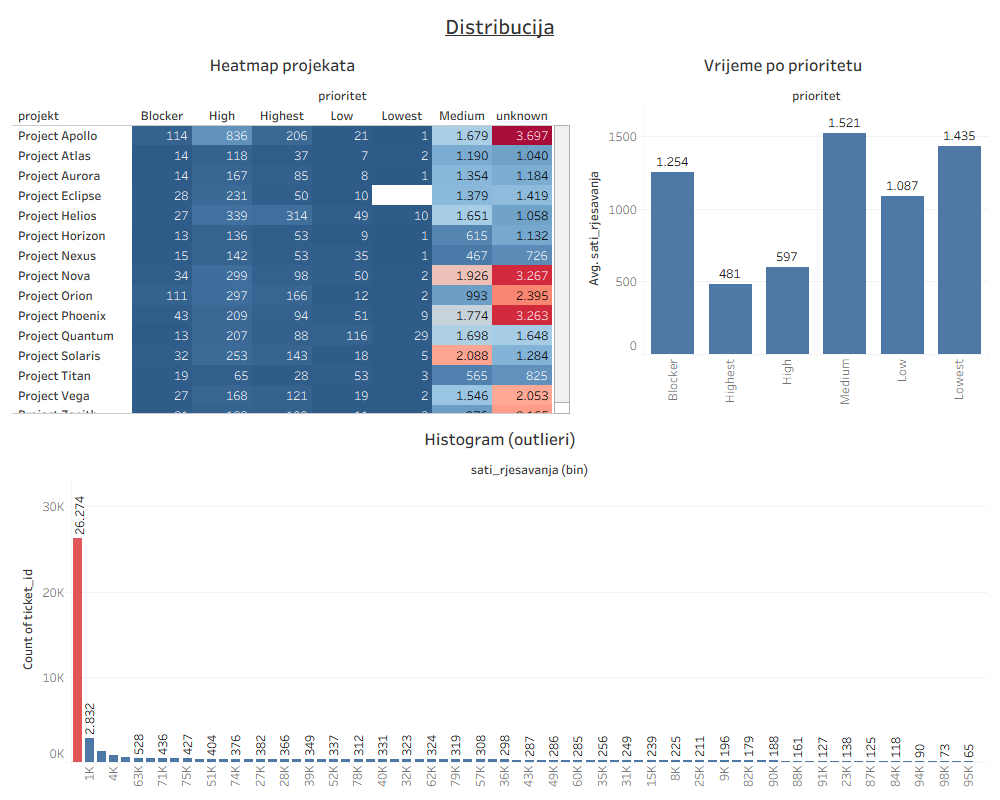 Distribucija
Heatmap projekata
prioritet
projekt Blocker High Highest Low Lowest Medium unknown
Project Apollo 114 836 206 21 1 1.679 3.697
Project Atlas 14 118 37 7 2 1.190 1.040
Project Aurora 14 167 85 8 1 1.354 1.184
Project Eclipse 28 231 50 10 1.379 1.419
Project Helios 27 339 314 49 10 1.651 1.058
Project Horizon 13 136 53 9 1 615 1.132
Project Nexus 15 142 53 35 1 467 726
Project Nova 34 299 98 50 2 1.926 3.267
Project Orion 111 297 166 12 2 993 2.395
Project Phoenix 43 209 94 51 9 1.774 3.263
Project Quantum 13 207 88 116 29 1.698 1.648
Project Solaris 32 253 143 18 5 2.088 1.284
Project Titan 19 65 28 53 3 565 825
Project Vega 27 168 121 19 2 1.546 2.053
Vrijeme po prioritetu
prioritet
Avg. sati_rjesavanja
1500
1000
500
0
1.254 481 597 1.521 1.087 1.435
Blocker Highest High Medium Low Lowest
Histogram (outlieri)
sati_rjesavanja (bin)
Count of ticket_id
30K
20K
10K
0K
26.274 2.832 528 436 427 404 376 382 366 349 337 312 331 323 324 319 308 298 287 286 285 256 249 239 225 211 196 179 188 161 127 138 125 118 90 73 65
1K 4K 63K 71K 75K 51K 74K 27K 28K 39K 52K 78K 40K 32K 62K 79K 57K 36K 43K 49K 60K 35K 31K 15K 8K 25K 9K 82K 90K 88K 91K 23K 87K 84K 94K 98K 95K